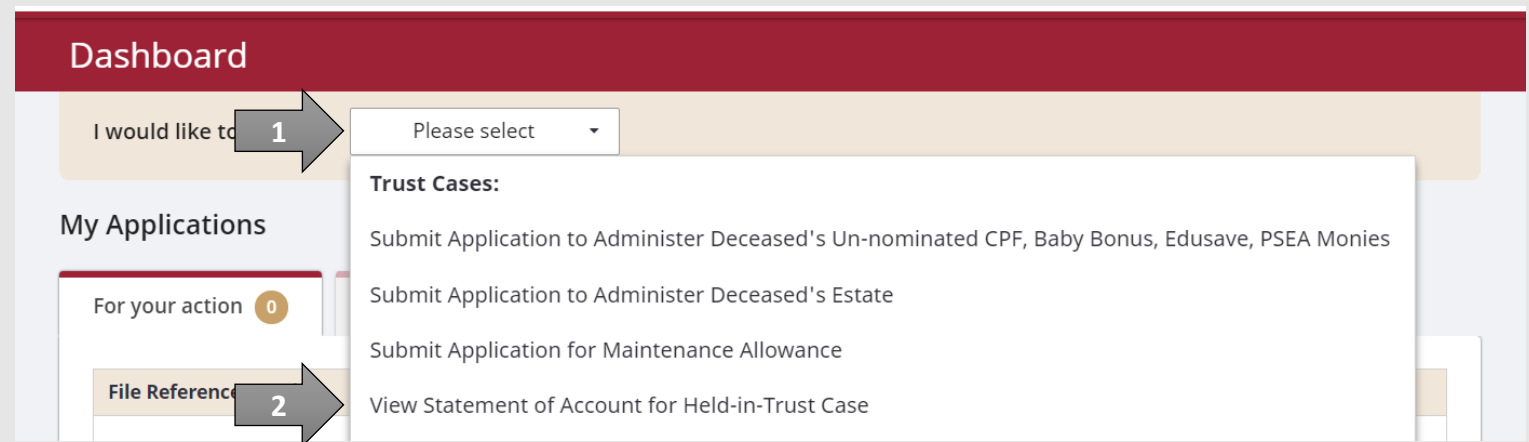 Dashboard
I would like to
1
Please select
Trust Cases:
Submit Application to Administer Deceased's Un-nominated CPF, Baby Bonus, Edusave, PSEA Monies
My Applications
Submit Application to Administer Deceased's Estate
For your action 0
Submit Application for Maintenance Allowance
File Reference
2
View Statement of Account for Held-in-Trust Case